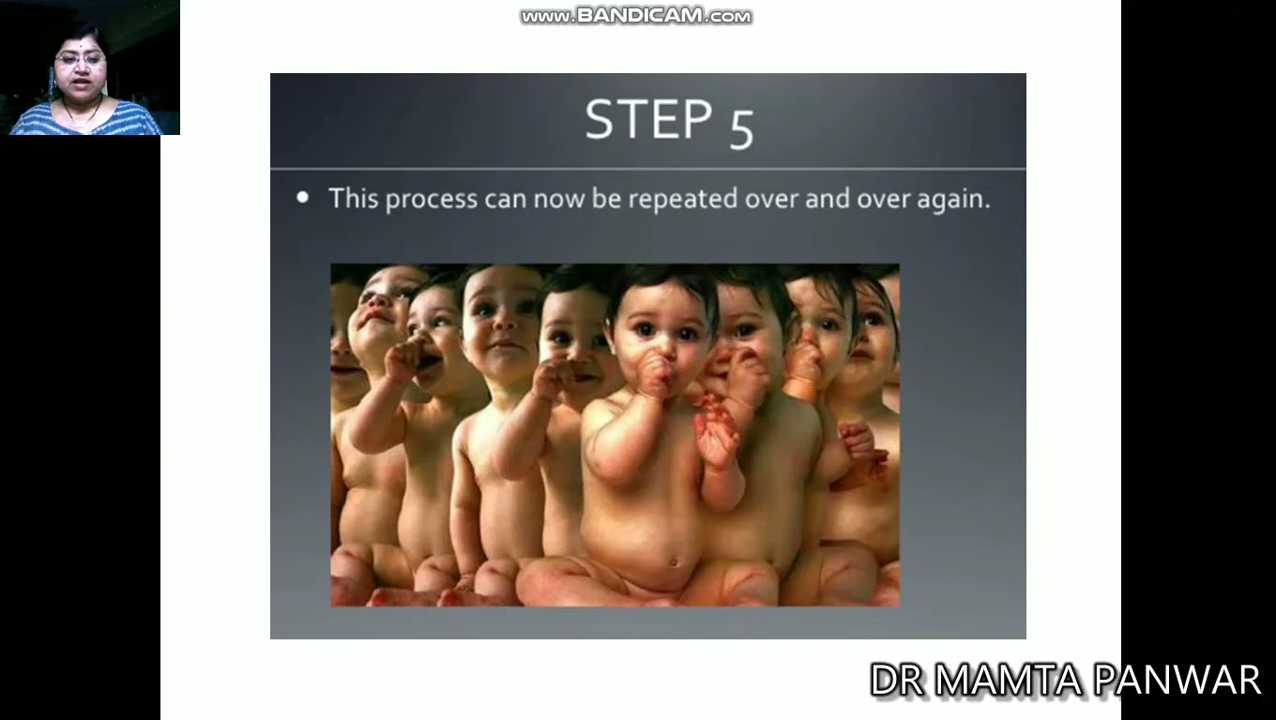 www.BANDICAM.com
STEP 5
• This process can now be repeated over and over again.
DR MAMTA PANWAR